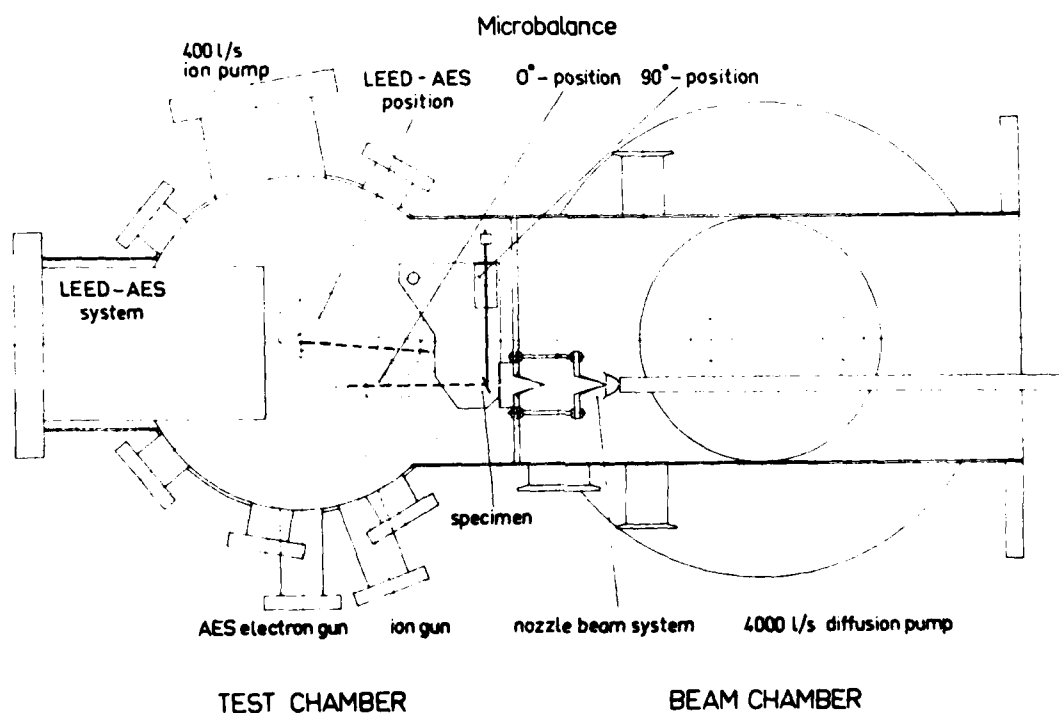 Microbalance
400 l/s
ion pump
LEED-AES
position
0°-position
90°-position
LEED-AES
system
specimen
AES electron gun
ion gun
nozzle beam system
4000 l/s diffusion pump
TEST CHAMBER
BEAM CHAMBER